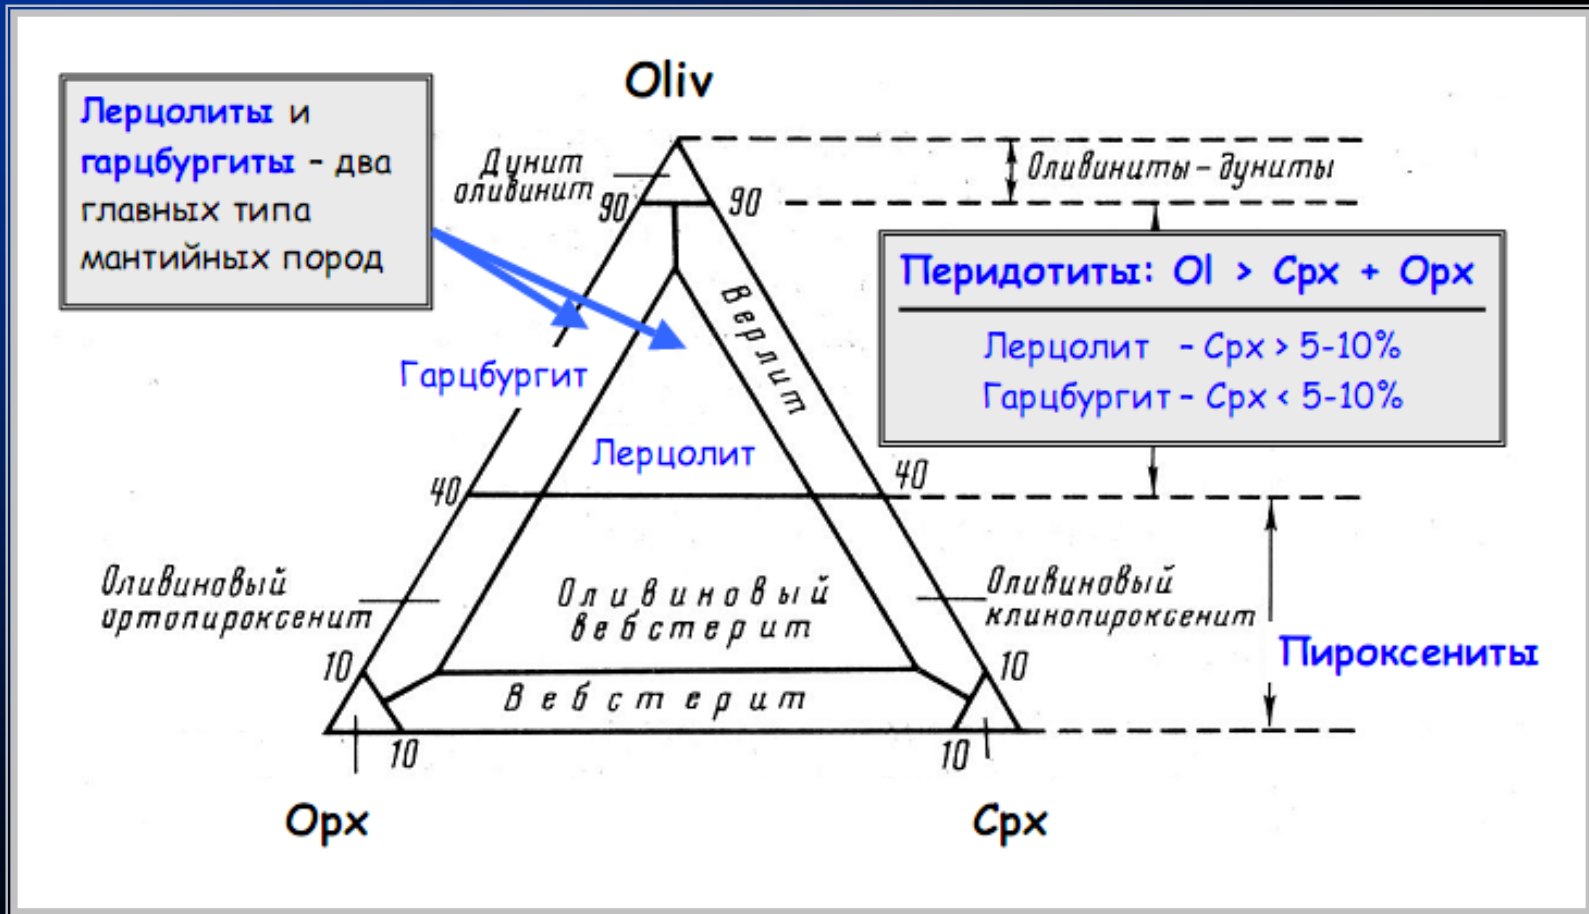 Oliv
Лерцолиты и
гарцбургиты – два
главных типа
мантийных пород
Дунит
оливинит
90
90
Оливиниты – дуниты
Перидотиты: Ol > Cpx + Opx
Лерцолит – Cpx > 5-10%
Гарцбургит – Cpx < 5-10%
Верлит
Гарцбургит
Лерцолит
40
40
Оливиновый
ортопироксенит
Оливиновый
вебстерит
Оливиновый
клинопироксенит
Пироксениты
10
10
Вебстерит
10
10
Opx
Cpx